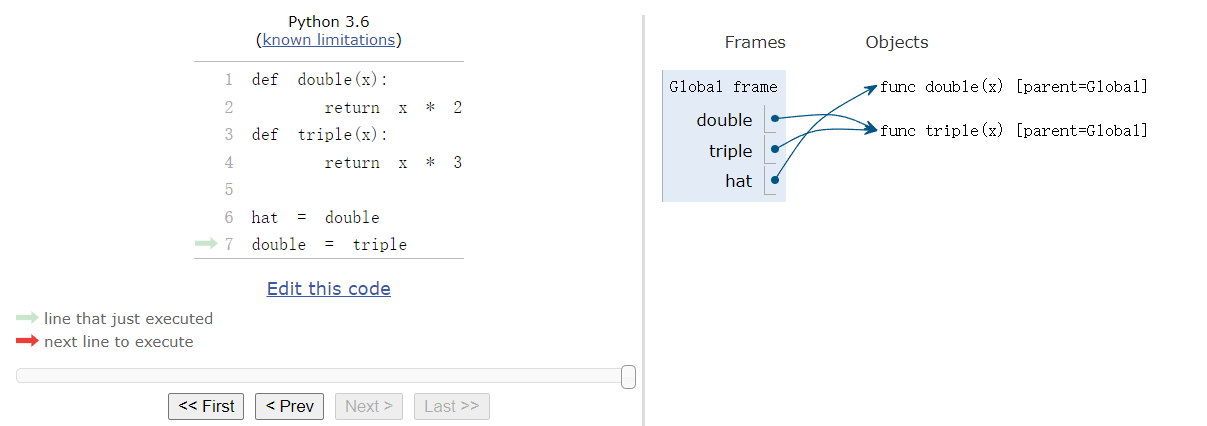 Python 3.6
(known limitations)
1 def double(x):
2 return x * 2
3 def triple(x):
4 return x * 3
5
6 hat = double
7 double = triple
Edit this code
line that just executed
next line to execute
<< First < Prev Next > Last >>
Frames Objects
Global frame
double
triple
hat
func double(x) [parent=Global]
func triple(x) [parent=Global]